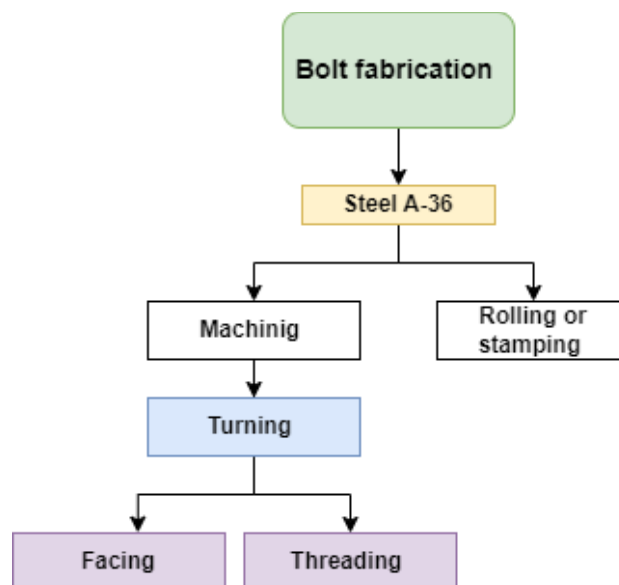 Bolt fabrication
Steel A-36
Machinig
Rolling or
stamping
Turning
Facing
Threading